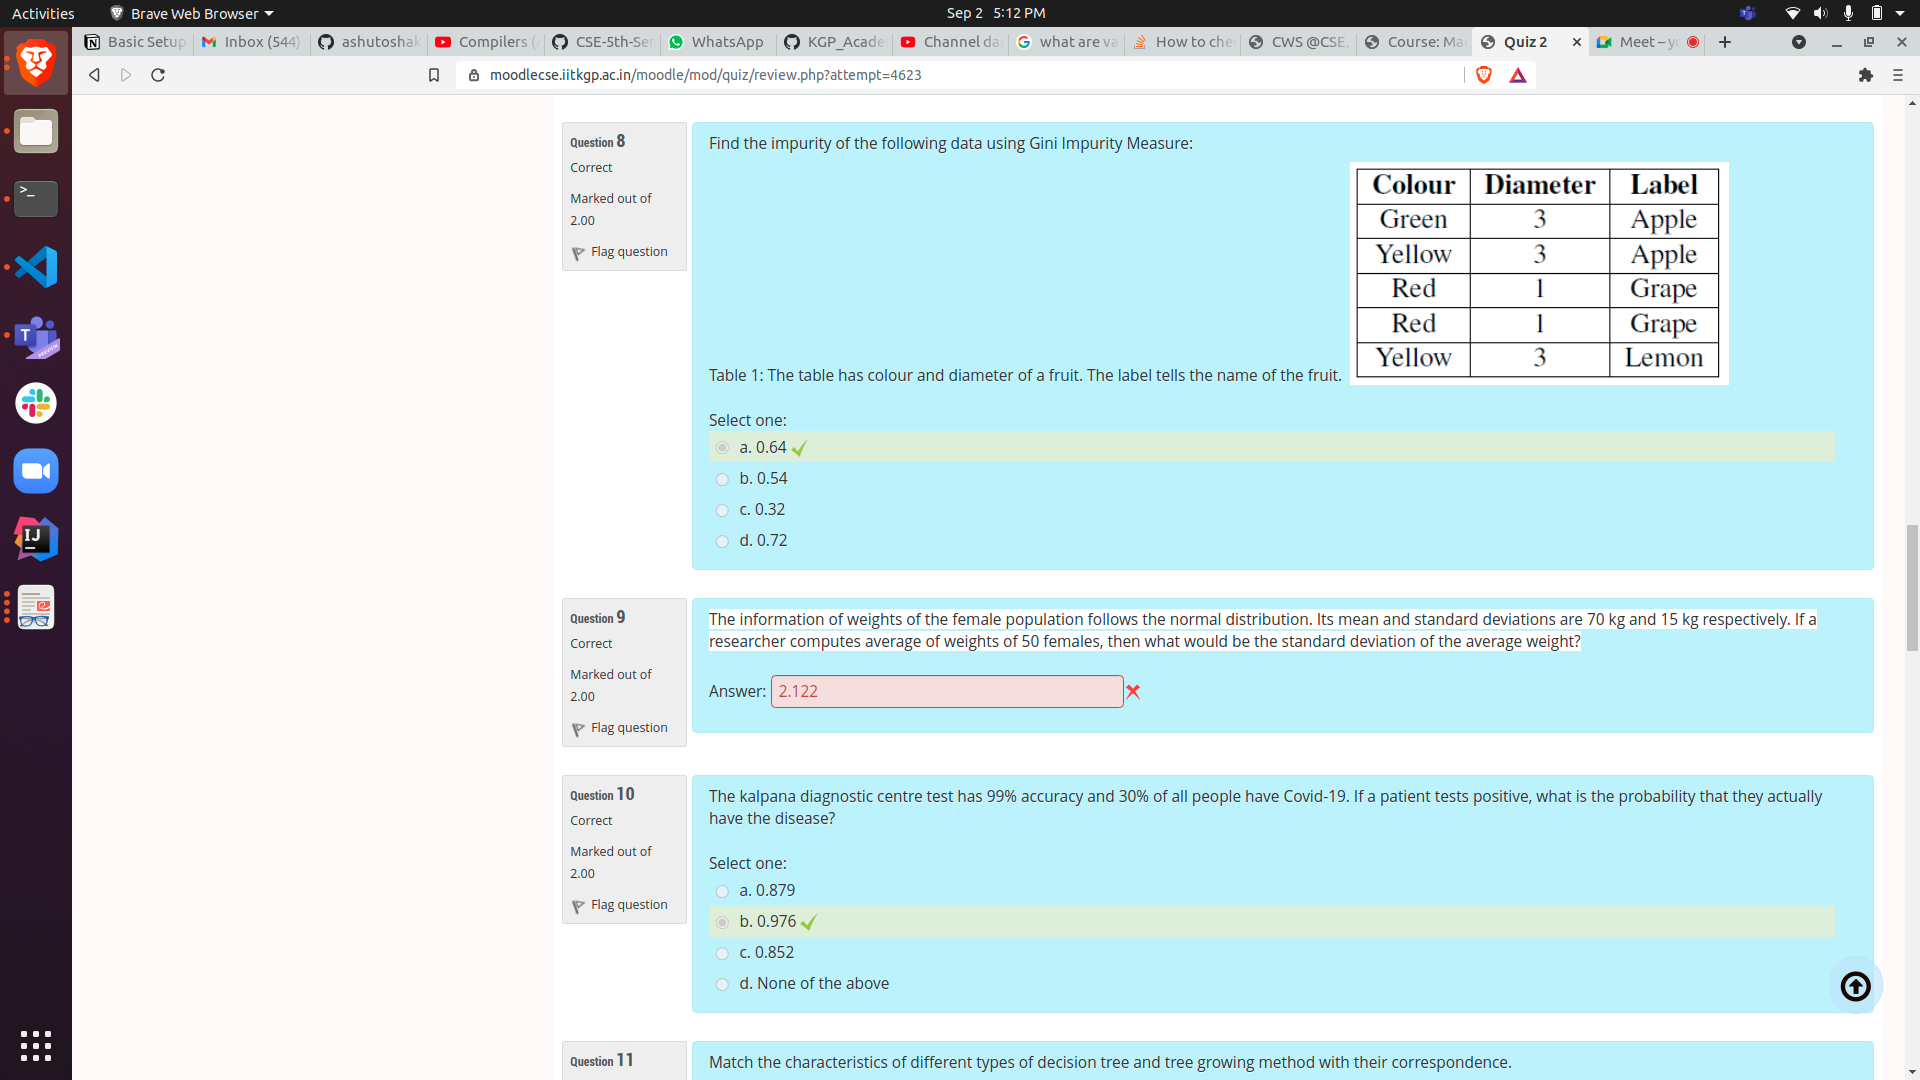 Activities
Brave Web Browser
Sep 2 5:12 PM
Basic Setup
Inbox (544)
ashutoshak
Compilers (
CSE-5th-Sem
WhatsApp
KGP_Acade
Channel da
what are va
How to che
CWS @CSE,
Course: Ma
Quiz 2
Meet – yo
moodlecse.iitkgp.ac.in/moodle/mod/quiz/review.php?attempt=4623
Question 8
Correct
Marked out of
2.00
Flag question
Find the impurity of the following data using Gini Impurity Measure:
Colour Diameter Label
Green 3 Apple
Yellow 3 Apple
Red 1 Grape
Red 1 Grape
Yellow 3 Lemon
Table 1: The table has colour and diameter of a fruit. The label tells the name of the fruit.
Select one:
a. 0.64
b. 0.54
c. 0.32
d. 0.72
Question 9
Correct
Marked out of
2.00
Flag question
The information of weights of the female population follows the normal distribution. Its mean and standard deviations are 70 kg and 15 kg respectively. If a
researcher computes average of weights of 50 females, then what would be the standard deviation of the average weight?
Answer: 2.122
Question 10
Correct
Marked out of
2.00
Flag question
The kalpana diagnostic centre test has 99% accuracy and 30% of all people have Covid-19. If a patient tests positive, what is the probability that they actually
have the disease?
Select one:
a. 0.879
b. 0.976
c. 0.852
d. None of the above
Question 11
Match the characteristics of different types of decision tree and tree growing method with their correspondence.